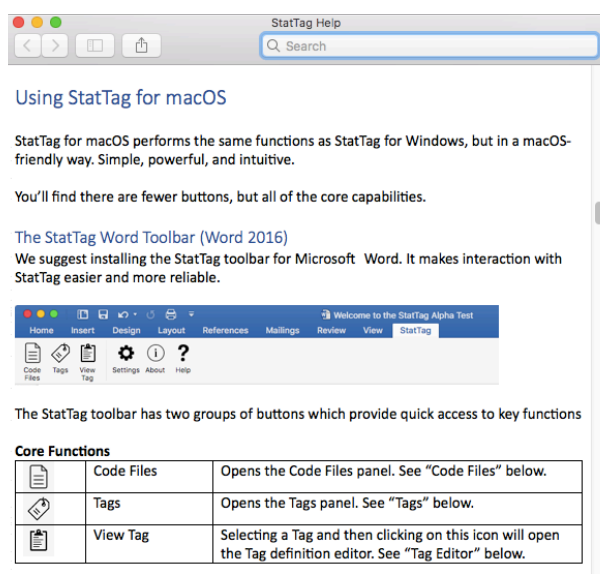 StatTag Help
Search
Using StatTag for macOS
StatTag for macOS performs the same functions as StatTag for Windows, but in a macOS-
friendly way. Simple, powerful, and intuitive.
You'll find there are fewer buttons, but all of the core capabilities.
The StatTag Word Toolbar (Word 2016)
We suggest installing the StatTag toolbar for Microsoft Word. It makes interaction with
StatTag easier and more reliable.
Welcome to the StatTag Alpha Test
Home Insert Design Layout References Mailings Review View StatTag
Code Tags View Settings About Help
Files Tag
The StatTag toolbar has two groups of buttons which provide quick access to key functions
Core Functions
Code Files Opens the Code Files panel. See “Code Files” below.
Tags Opens the Tags panel. See “Tags” below.
View Tag Selecting a Tag and then clicking on this icon will open
the Tag definition editor. See “Tag Editor” below.